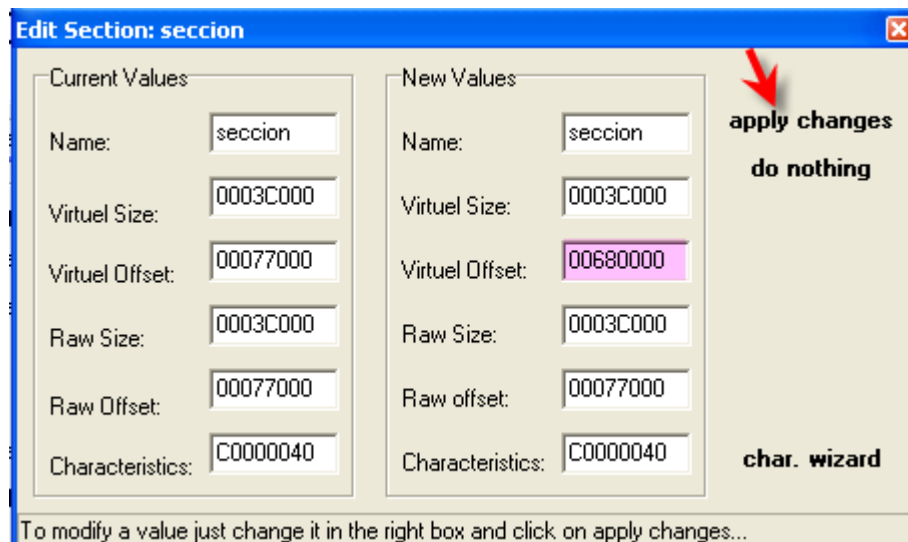 Edit Section: seccion
Current Values
Name: seccion
Virtuel Size: 0003C000
Virtuel Offset: 00077000
Raw Size: 0003C000
Raw Offset: 00077000
Characteristics: C0000040
New Values
Name: seccion
Virtuel Size: 0003C000
Virtuel Offset: 00680000
Raw Size: 0003C000
Raw offset: 00077000
Characteristics: C0000040
apply changes
do nothing
char. wizard
To modify a value just change it in the right box and click on apply changes...